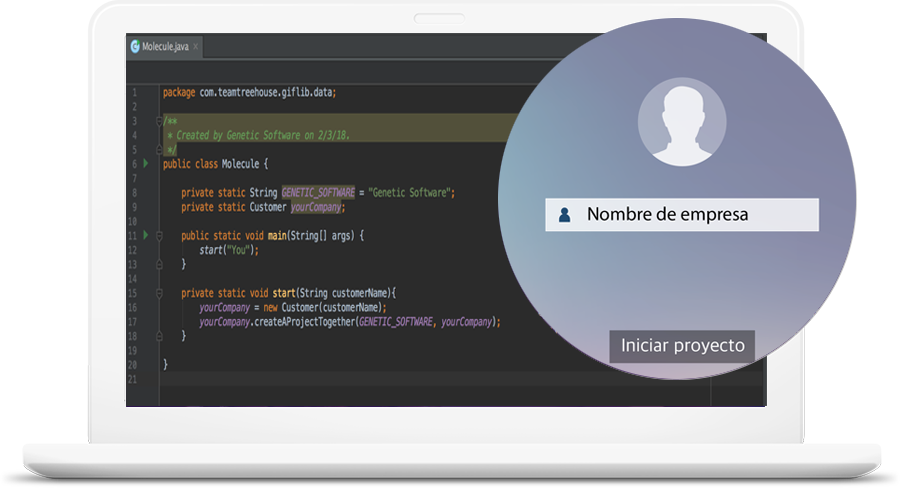 Molecule.java
1 package com.teamtreehouse.giflib.data;
2
3 /**
4 * Created by Genetic Software on 2/3/18.
5 */
6 public class Molecule {
7
8 private static String GENETIC_SOFTWARE = "Genetic Software";
9 private static Customer yourCompany;
10
11 public static void main(String[] args) {
12 start("You");
13 }
14
15 private static void start(String customerName){
16 yourCompany = new Customer(customerName);
17 yourCompany.createAProjectTogether(GENETIC_SOFTWARE, yourCompany);
18 }
19
20 }
21
Nombre de empresa
Iniciar proyecto